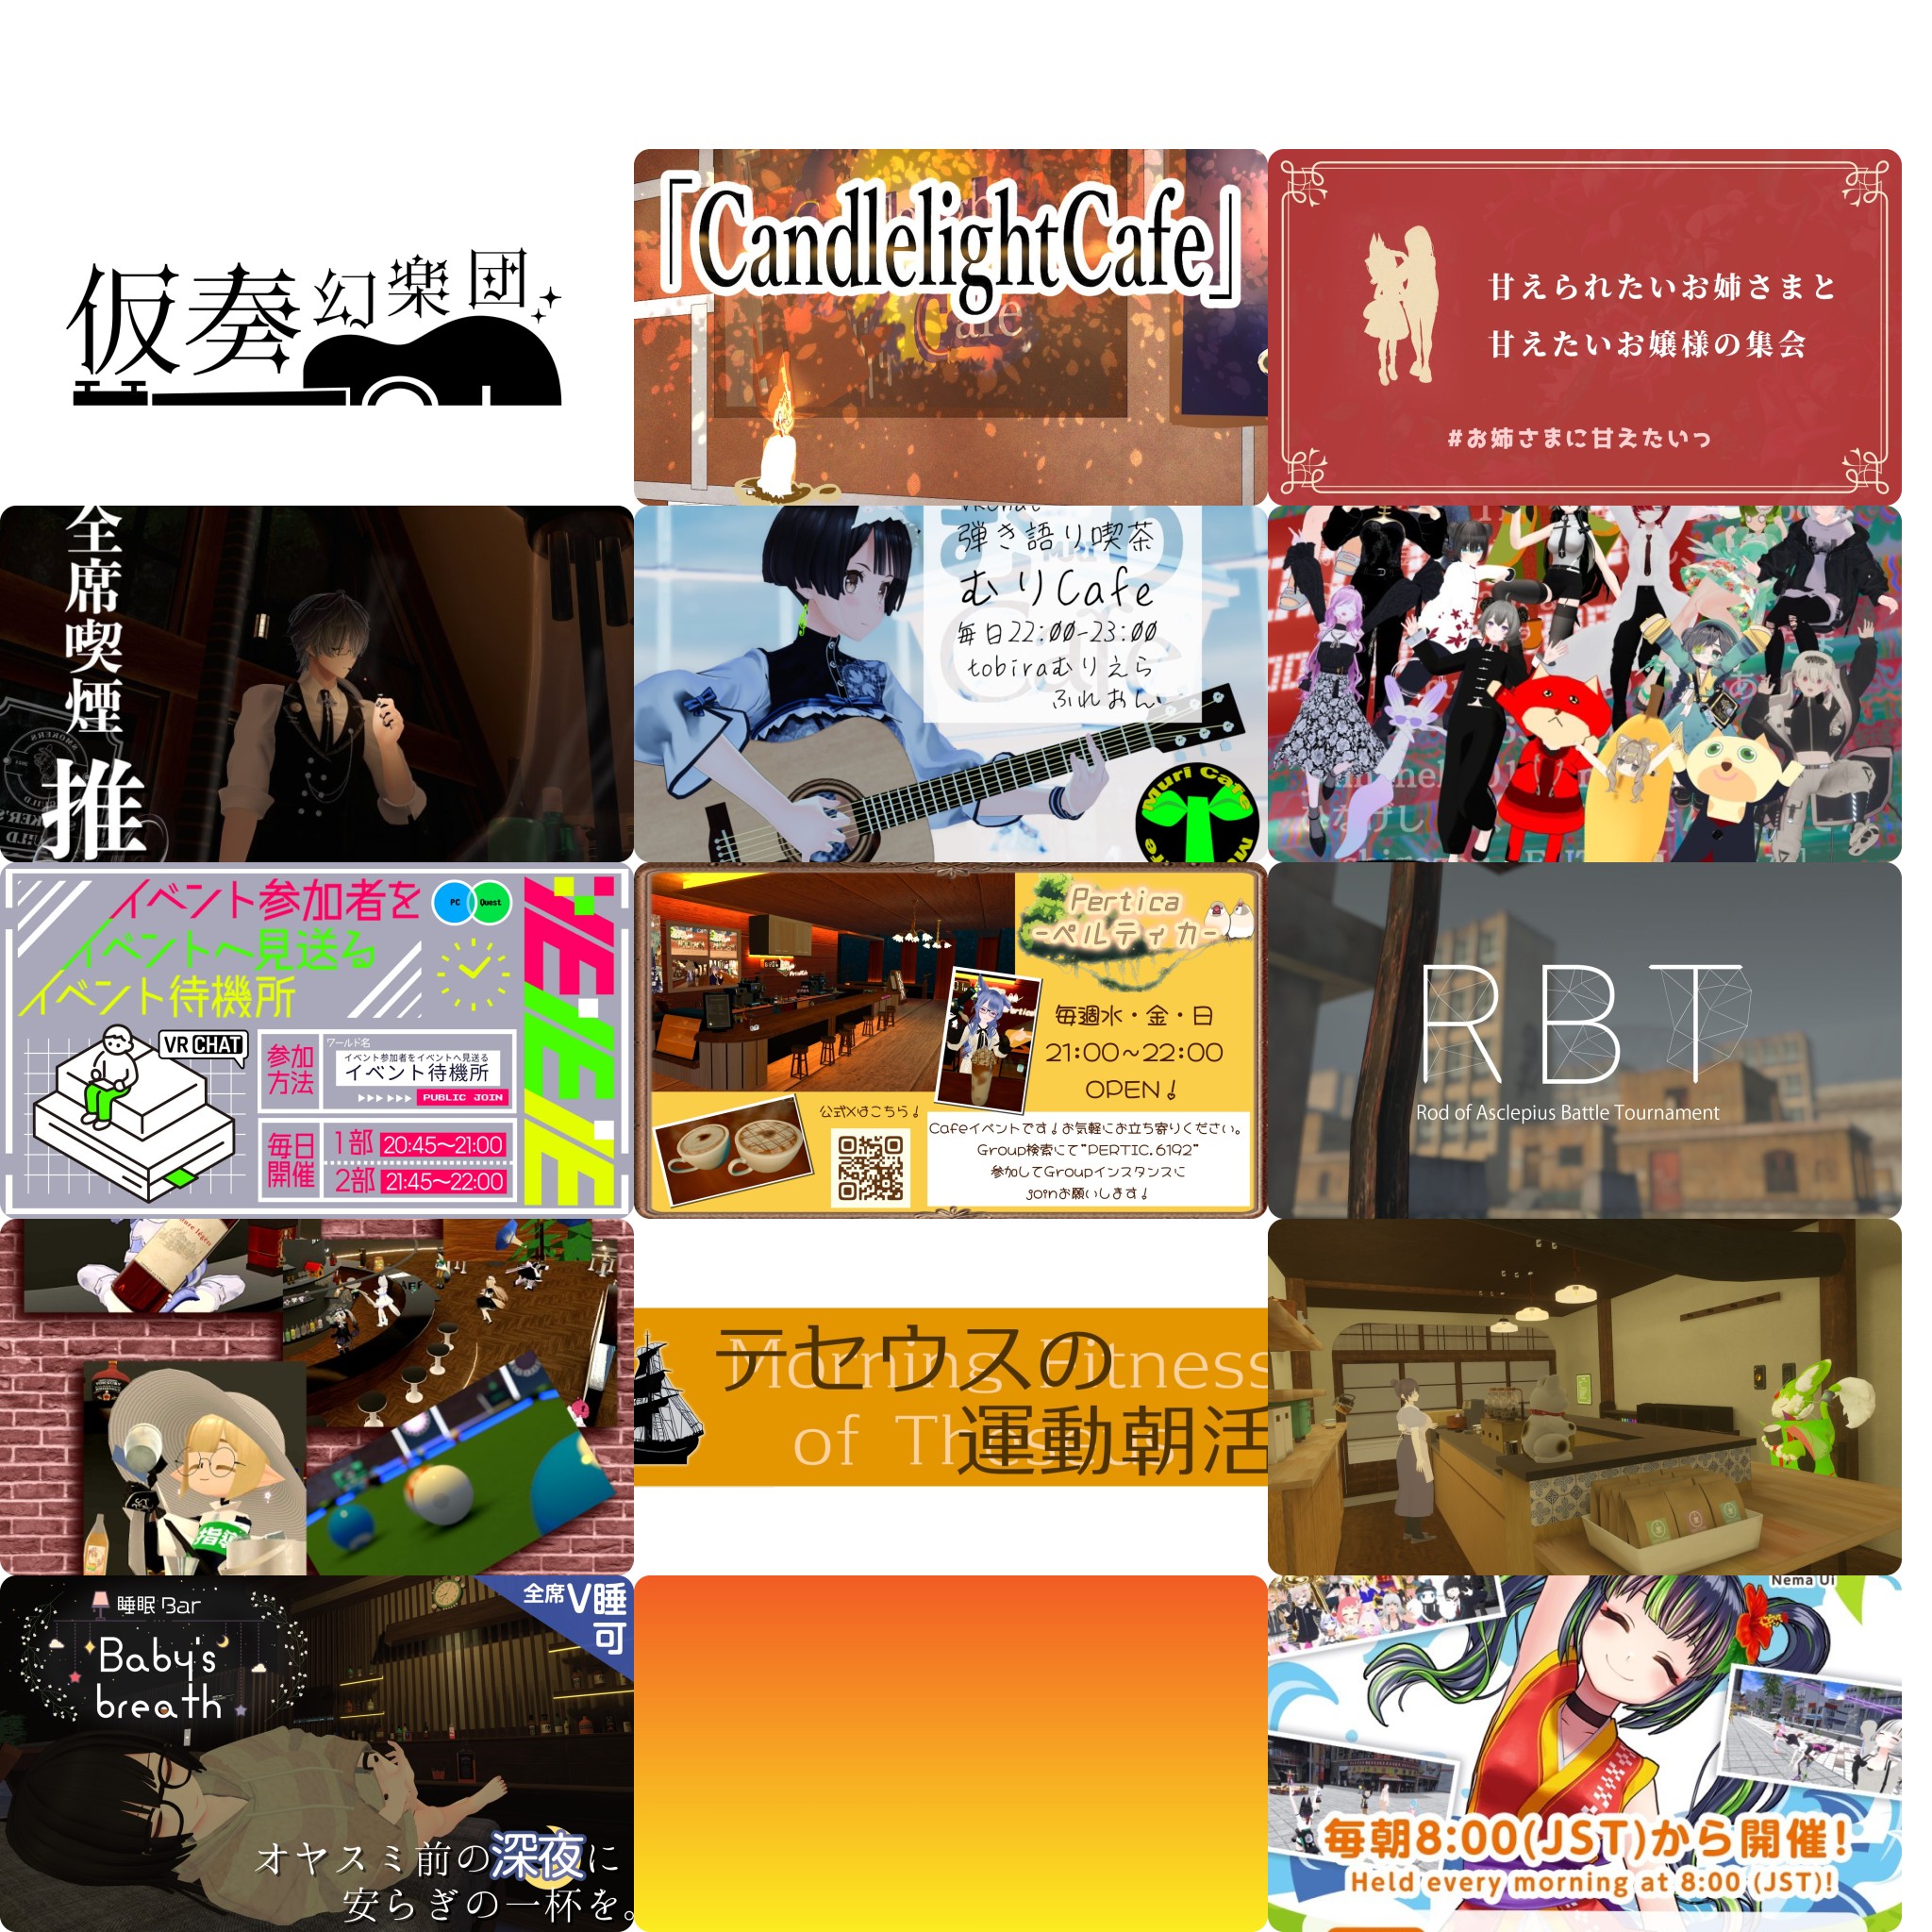 仮奏幻楽団
「CandlelightCafe」
Cafe
甘えられたいお姉さまと
甘えたいお嬢様の集会
#お姉さまに甘えたいっ
全席喫煙
推
弾き語り喫茶
むりCafe
毎日22:00-23:00
tobiraむりえら
ふれおん
Muri Cafe
イベント参加者を
イベントへ見送る
イベント待機所
PC
Quest
VRCHAT
参加
方法
ワールド名
イベント参加者をイベントへ見送る
イベント待機所
PUBLIC JOIN
毎日
開催
1部 20:45〜21:00
2部 21:45〜22:00
Pertica
-ペルティカ-
毎週水・金・日
21:00~22:00
OPEN!
公式Xはこちら!
Cafeイベントです!お気軽にお立ち寄りください。
Group検索にて"PERTIC.6192"
参加してGroupインスタンスに
joinお願いします!
RBT
Rod of Asclepius Battle Tournament
テセウスの
Morning Fitness
運動朝活
睡眠Bar
Baby's
breath
全席V睡
可
オヤスミ前の深夜に
安らぎの一杯を。
Nema Ui
毎朝8:00(JST)から開催!
Held every morning at 8:00 (JST)!